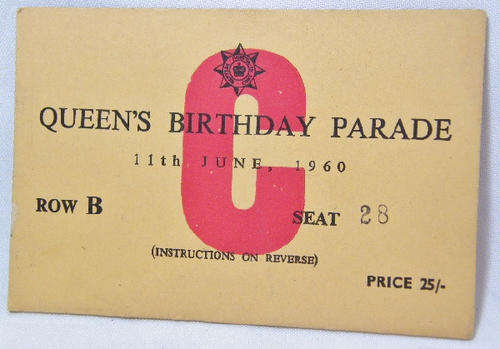 C
QUEEN'S BIRTHDAY PARADE
11th JUNE, 1960
ROW B SEAT 28
(INSTRUCTIONS ON REVERSE)
PRICE 25/-